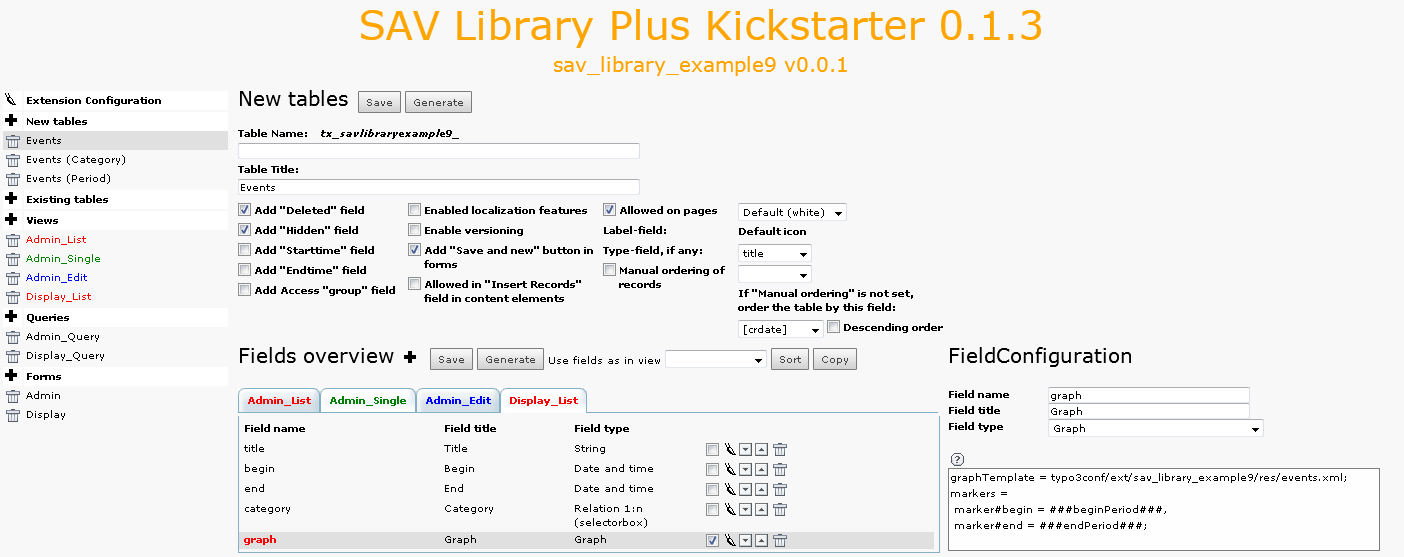 SAV Library Plus Kickstarter 0.1.3
sav_library_example9 v0.0.1
Extension Configuration
New tables
Events
Events (Category)
Events (Period)
Existing tables
Views
Admin_List
Admin_Single
Admin_Edit
Display_List
Queries
Admin_Query
Display_Query
Forms
Admin
Display
New tables Save Generate
Table Name: tx_savlibraryexample9_
Table Title:
Events
Add "Deleted" field
Add "Hidden" field
Add "Starttime" field
Add "Endtime" field
Add Access "group" field
Enabled localization features
Enable versioning
Add "Save and new" button in
forms
Allowed in "Insert Records"
field in content elements
Allowed on pages
Label-field:
Type-field, if any:
Manual ordering of
records
Default (white)
Default icon
title
If "Manual ordering" is not set,
order the table by this field:
[crdate] Descending order
Fields overview Save Generate Use fields as in view Sort Copy
Admin_List Admin_Single Admin_Edit Display_List
Field name Field title Field type
title Title String
begin Begin Date and time
end End Date and time
category Category Relation 1:n
(selectorbox)
graph Graph Graph
FieldConfiguration
Field name graph
Field title Graph
Field type Graph
?
graphTemplate = typo3conf/ext/sav_library_example9/res/events.xml;
markers =
marker#begin = ###beginPeriod###,
marker#end = ###endPeriod###;